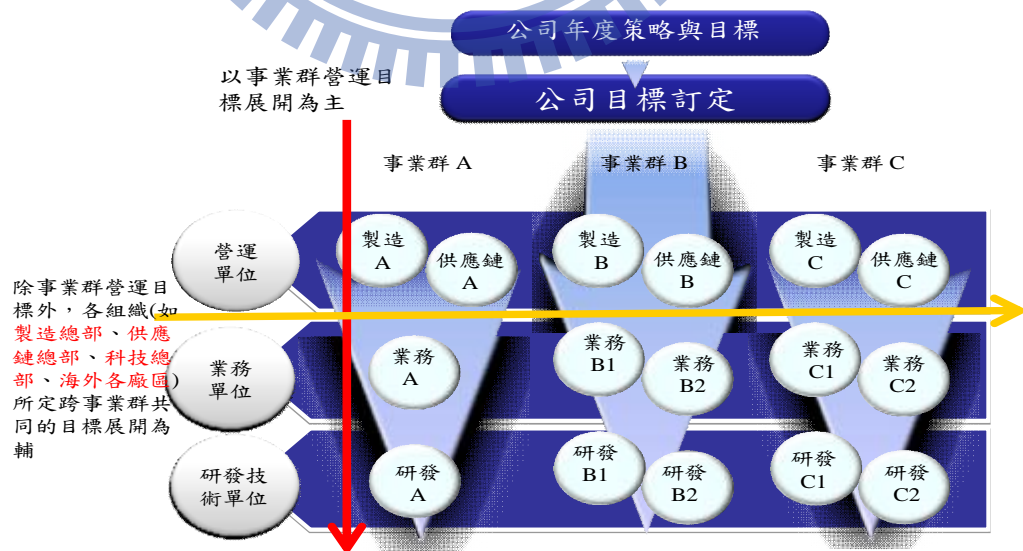 公司年度策略與目標
公司目標訂定
以事業群營運目
標展開為主
事業群 A
事業群 B
事業群 C
營運
單位
製造
A
供應鏈
A
製造
B
供應鏈
B
製造
C
供應鏈
C
除事業群營運目
標外，各組織(如
製造總部、供應
鏈總部、科技總
部、海外各廠區)
所定跨事業群共
同的目標展開為
輔
業務
單位
業務
A
業務
B1
業務
B2
業務
C1
業務
C2
研發技
術單位
研發
A
研發
B1
研發
B2
研發
C1
研發
C2